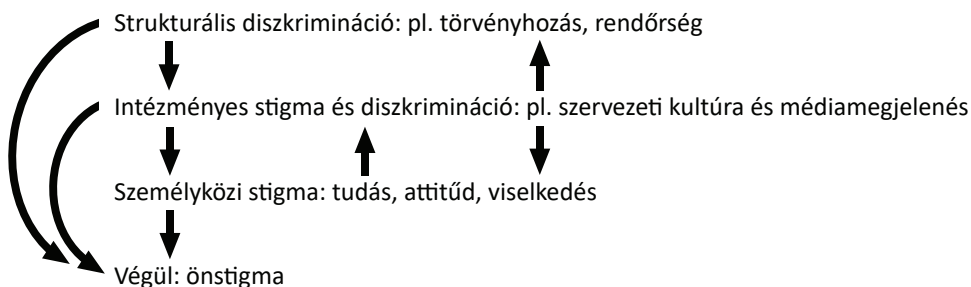 Strukturális diszkrimináció: pl. törvényhozás, rendőrség
Intézményes stigma és diszkrimináció: pl. szervezeti kultúra és médiamegjelenés
Személyközi stigma: tudás, attitűd, viselkedés
Végül: önstigma